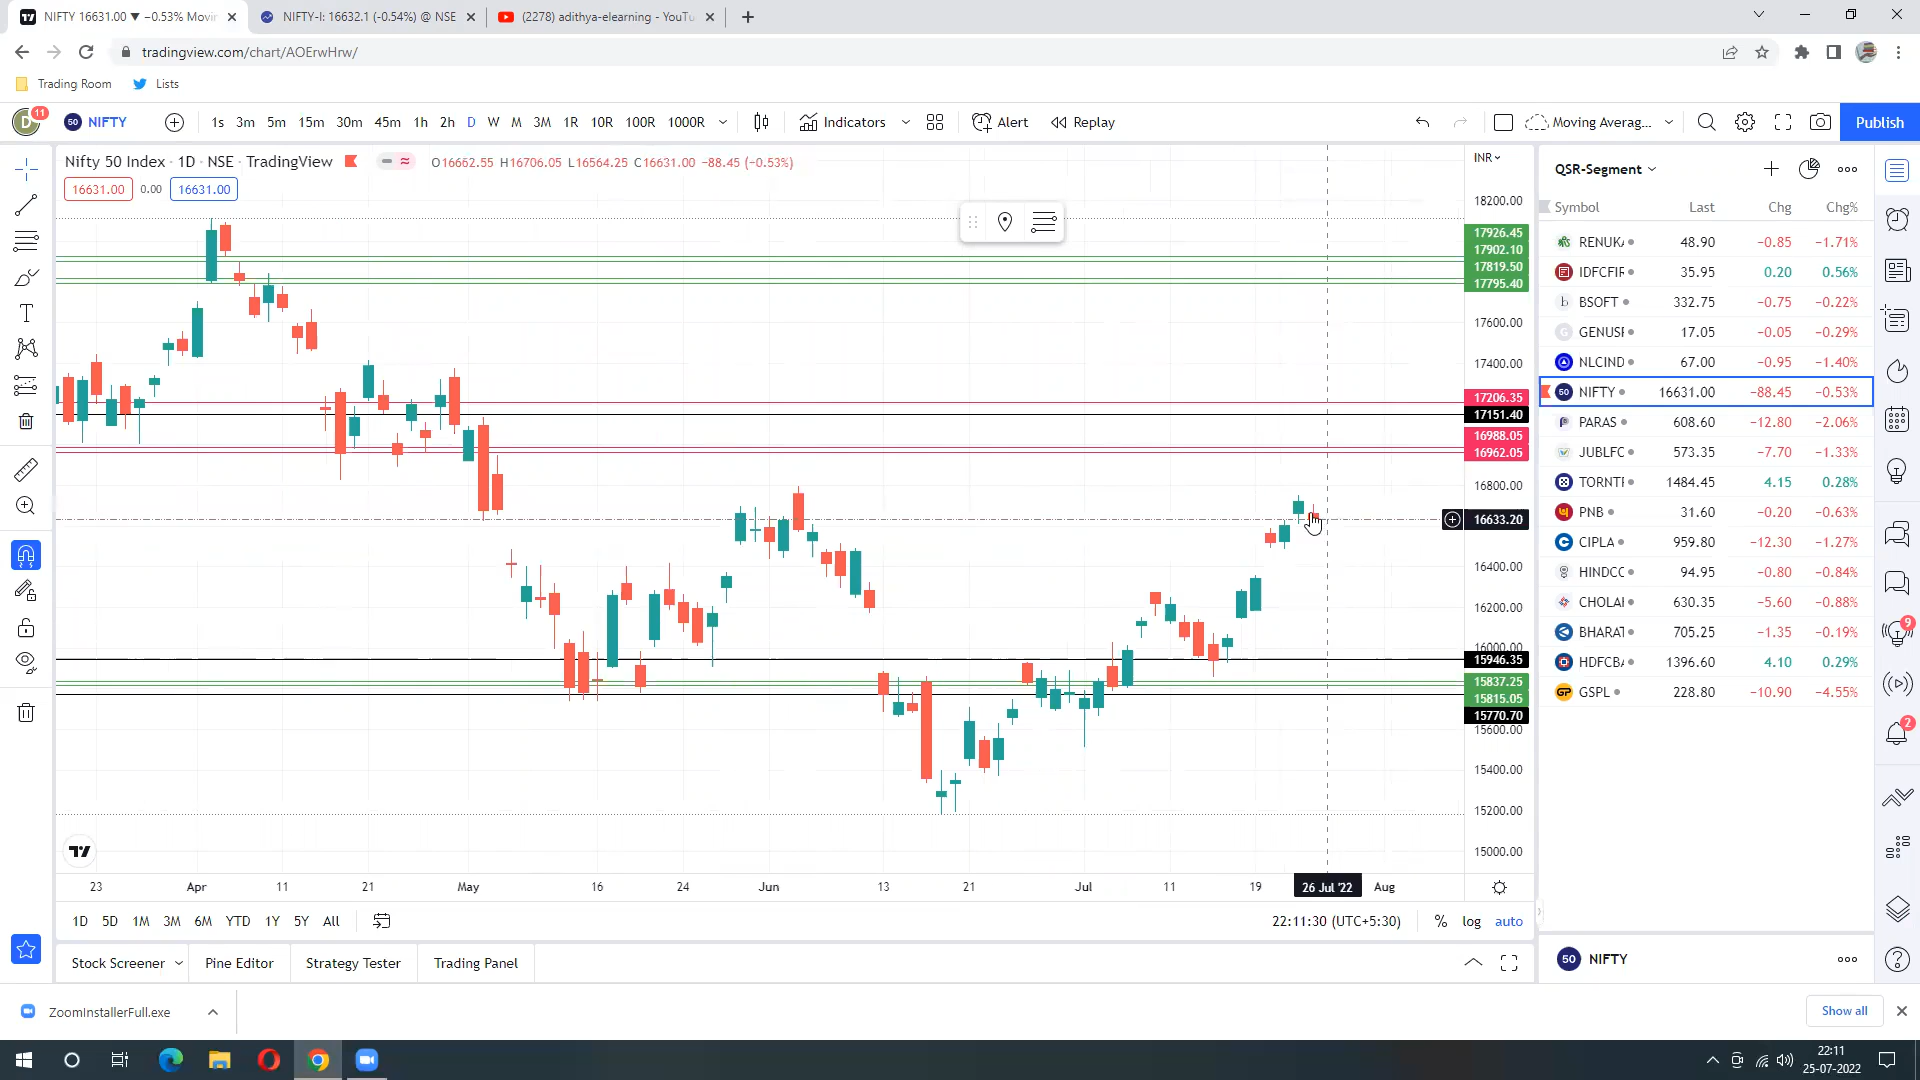 NIFTY 16631.00 ▼ −0.53% Movin
NIFTY-I: 16632.1 (-0.54%) @ NSE
(2278) adithya-elearning - YouTu
tradingview.com/chart/AOErwHrw/
Trading Room
Lists
D 11
50 NIFTY
1s 3m 5m 15m 30m 45m 1h 2h D W M 3M 1R 10R 100R 1000R
Indicators
Alert
Replay
Moving Averag...
Publish
Nifty 50 Index · 1D · NSE · TradingView
O16662.55 H16706.05 L16564.25 C16631.00 −88.45 (−0.53%)
16631.00 0.00 16631.00
INR
18200.00
17926.45
17902.10
17819.50
17795.40
17600.00
17400.00
17206.35
17151.40
16988.05
16962.05
16800.00
16633.20
16400.00
16200.00
16000.00
15946.35
15837.25
15815.05
15770.70
15600.00
15400.00
15200.00
15000.00
23 Apr 11 21 May 16 24 Jun 13 21 Jul 11 19 26 Jul '22 Aug
1D 5D 1M 3M 6M YTD 1Y 5Y All
22:11:30 (UTC+5:30)
% log auto
Stock Screener
Pine Editor
Strategy Tester
Trading Panel
QSR-Segment
Symbol Last Chg Chg%
RENUK 48.90 −0.85 −1.71%
IDFCFIF 35.95 0.20 0.56%
b BSOFT 332.75 −0.75 −0.22%
G GENUSF 17.05 −0.05 −0.29%
NLCIND 67.00 −0.95 −1.40%
50 NIFTY 16631.00 −88.45 −0.53%
PARAS 608.60 −12.80 −2.06%
JUBLFC 573.35 −7.70 −1.33%
TORNTF 1484.45 4.15 0.28%
PNB 31.60 −0.20 −0.63%
CIPLA 959.80 −12.30 −1.27%
HINDCC 94.95 −0.80 −0.84%
CHOLAI 630.35 −5.60 −0.88%
BHARAT 705.25 −1.35 −0.19%
HDFCBA 1396.60 4.10 0.29%
GP GSPL 228.80 −10.90 −4.55%
9
2
50 NIFTY
ZoomInstallerFull.exe
Show all
22:11
25-07-2022